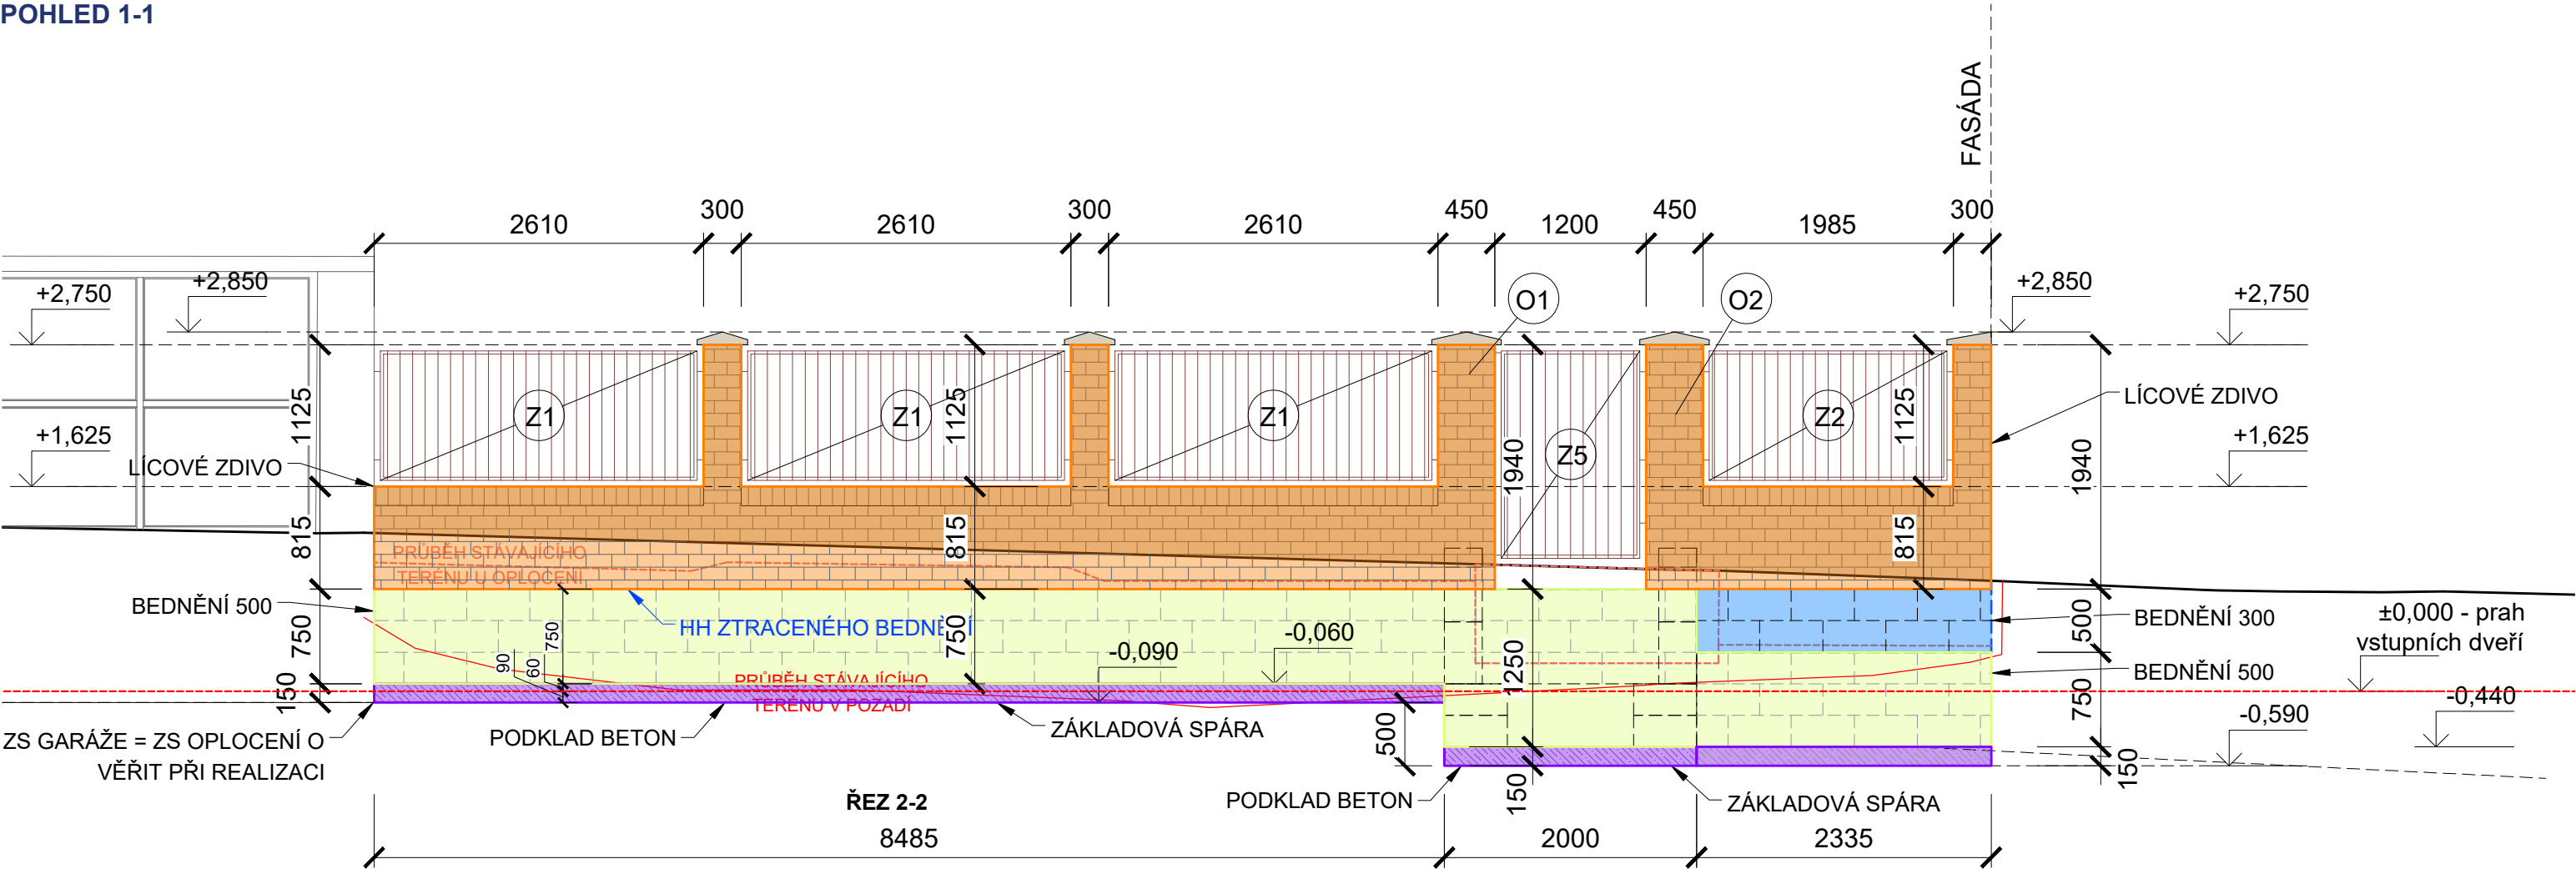 POHLED 1-1
FASÁDA
2610
300
2610
300
2610
450
1200
450
1985
300
+2,750
+2,850
O1
O2
+2,850
+2,750
1125
Z1
Z1
1125
Z1
Z5
Z2
1125
LÍCOVÉ ZDIVO
+1,625
LÍCOVÉ ZDIVO
1940
1940
+1,625
815
PRŮBĚH STÁVAJÍCÍHO
TERÉNU U OPLOCENÍ
815
815
BEDNĚNÍ 500
750
750
HH ZTRACENÉHO BEDNĚNÍ
750
-0,090
-0,060
90
60
1250
500
BEDNĚNÍ 300
±0,000 - prah
vstupních dveří
BEDNĚNÍ 500
750
150
PRŮBĚH STÁVAJÍCÍHO
TERÉNU V POZADÍ
-0,440
-0,590
ZS GARÁŽE = ZS OPLOCENÍ O
VĚŘIT PŘI REALIZACI
PODKLAD BETON
ZÁKLADOVÁ SPÁRA
500
150
150
PODKLAD BETON
ZÁKLADOVÁ SPÁRA
ŘEZ 2-2
8485
2000
2335